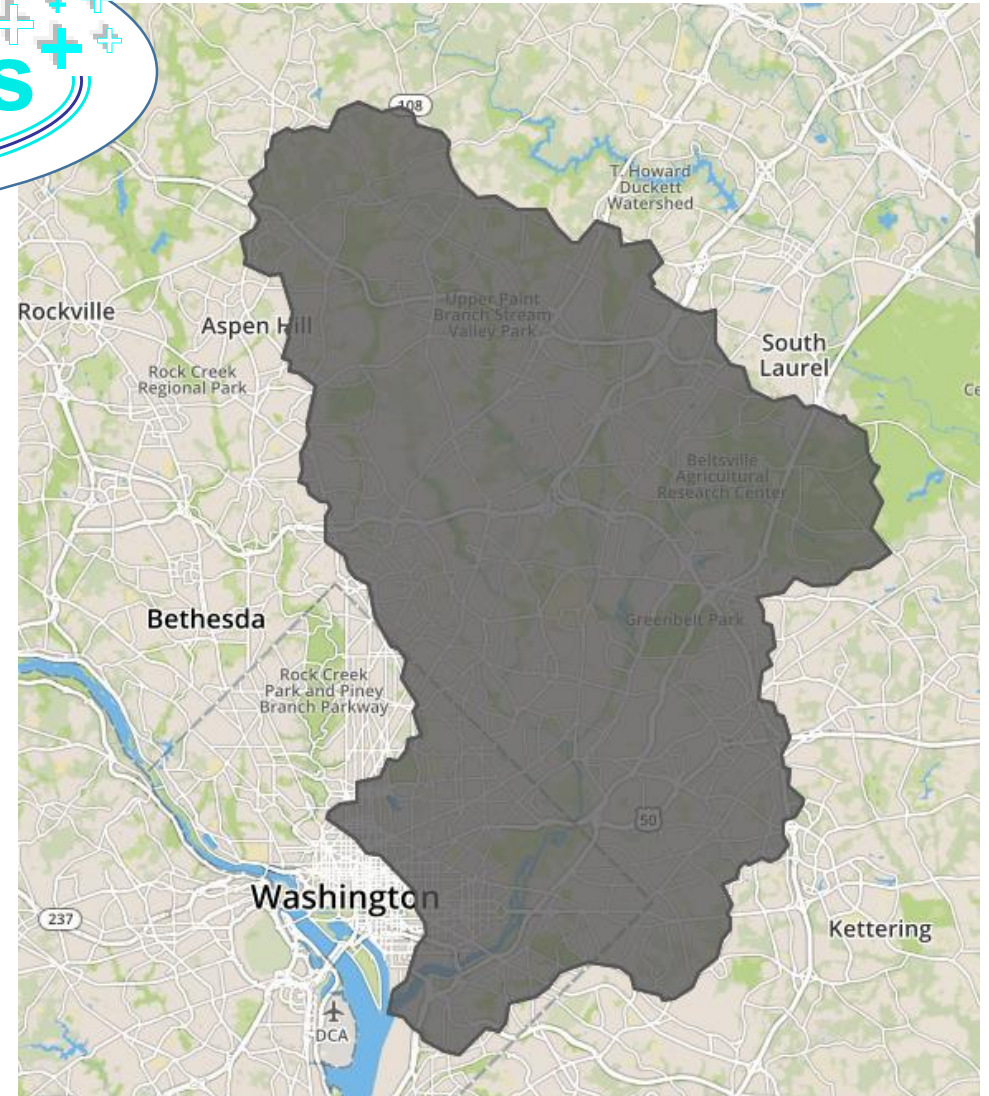 s
108
T. Howard
Duckett
Watershed
Rockville
Aspen Hill
Upper Paint
Branch Stream
Valley Park
South
Laurel
Rock Creek
Regional Park
Ce
Beltsville
Agricultural
Research Center
Bethesda
Greenbelt Park
Rock Creek
Park and Piney
Branch Parkway
50
Washington
237
Kettering
DCA